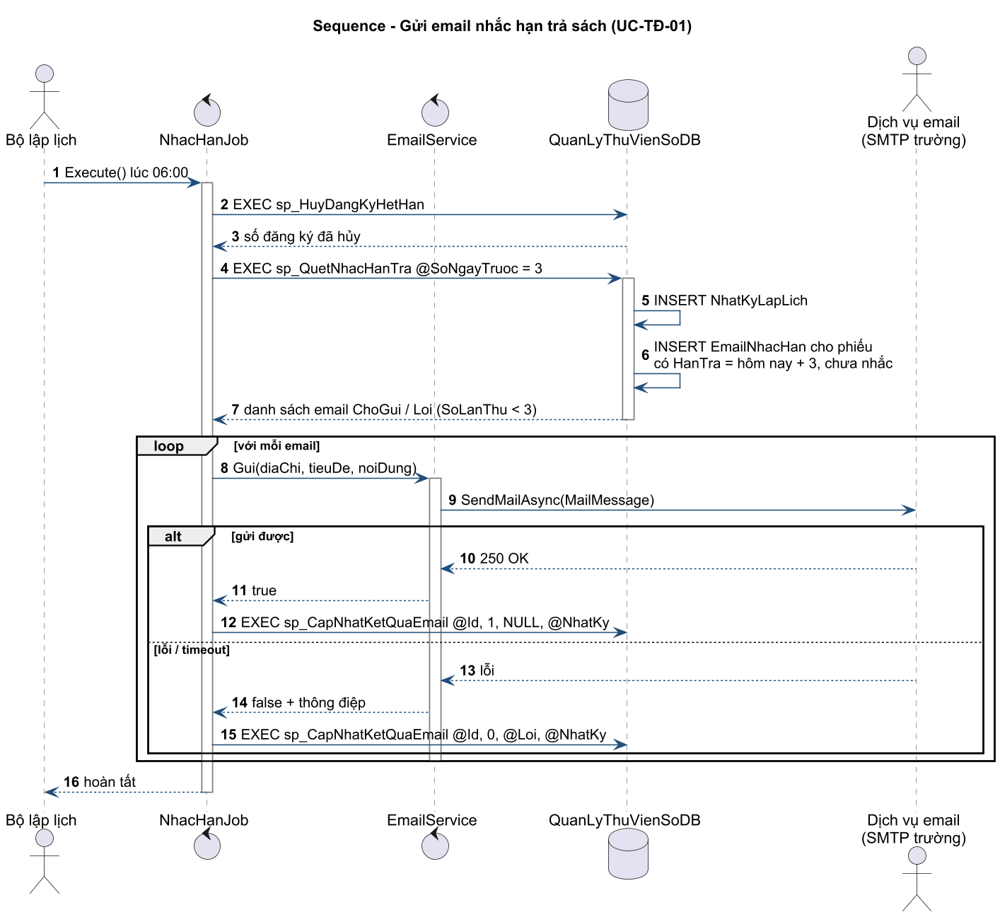 Sequence - Gửi email nhắc hạn trả sách (UC-TĐ-01)
Bộ lập lịch
NhacHanJob
EmailService
QuanLyThuVienSoDB
Dịch vụ email
(SMTP trường)
1 Execute() lúc 06:00
2 EXEC sp_HuyDangKyHetHan
3 số đăng ký đã hủy
4 EXEC sp_QuetNhacHanTra @SoNgayTruoc = 3
5 INSERT NhatKyLapLich
6 INSERT EmailNhacHan cho phiếu
có HanTra = hôm nay + 3, chưa nhắc
7 danh sách email ChoGui / Loi (SoLanThu < 3)
loop [với mỗi email]
8 Gui(diaChi, tieuDe, noiDung)
9 SendMailAsync(MailMessage)
alt [gửi được]
10 250 OK
11 true
12 EXEC sp_CapNhatKetQuaEmail @Id, 1, NULL, @NhatKy
[lỗi / timeout]
13 lỗi
14 false + thông điệp
15 EXEC sp_CapNhatKetQuaEmail @Id, 0, @Loi, @NhatKy
16 hoàn tất
Bộ lập lịch
NhacHanJob
EmailService
QuanLyThuVienSoDB
Dịch vụ email
(SMTP trường)